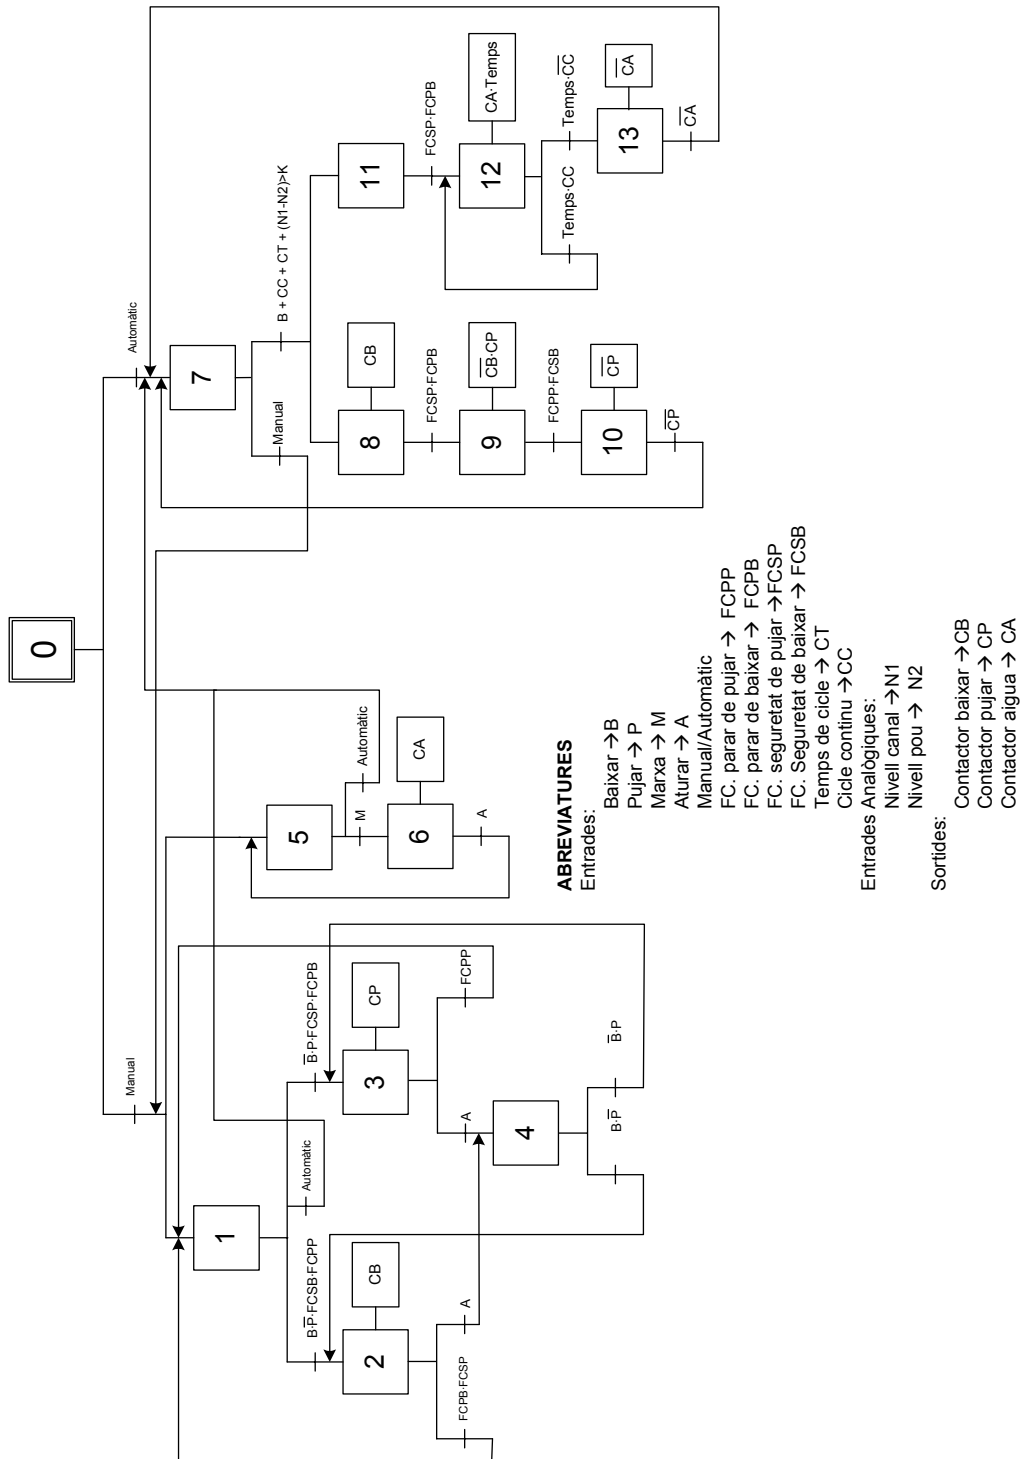 0
Manual
Automàtic
1
B·P̅·FCSB·FCPP
Automàtic
B̅·P·FCSP·FCPB
2
CB
3
CP
FCPB·FCSP
A
A
FCPP
4
B·P̅
B̅·P
5
M
Automàtic
6
CA
A
7
Manual
B + CC + CT + (N1-N2)>K
8
CB
FCSP·FCPB
9
C̅B̅·CP
FCPP·FCSB
10
C̅P̅
C̅P̅
11
FCSP·FCPB
12
CA·Temps
Temps·CC
Temps·C̅C̅
13
C̅A̅
C̅A̅
ABREVIATURES
Entrades:
Baixar →B
Pujar → P
Marxa → M
Aturar → A
Manual/Automàtic
FC. parar de pujar → FCPP
FC. parar de baixar → FCPB
FC. seguretat de pujar →FCSP
FC. Seguretat de baixar → FCSB
Temps de cicle → CT
Cicle continu →CC
Entrades Analògiques:
Nivell canal →N1
Nivell pou → N2
Sortides:
Contactor baixar →CB
Contactor pujar → CP
Contactor aigua → CA